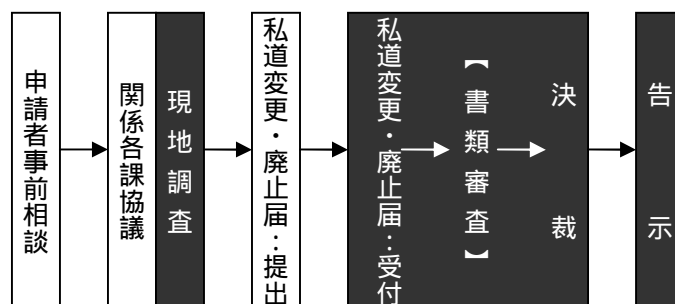 申請者事前相談
関係各課協議
現地調査
私道変更・廃止届：提出
私道変更・廃止届：受付
【書類審査】
決裁
告示